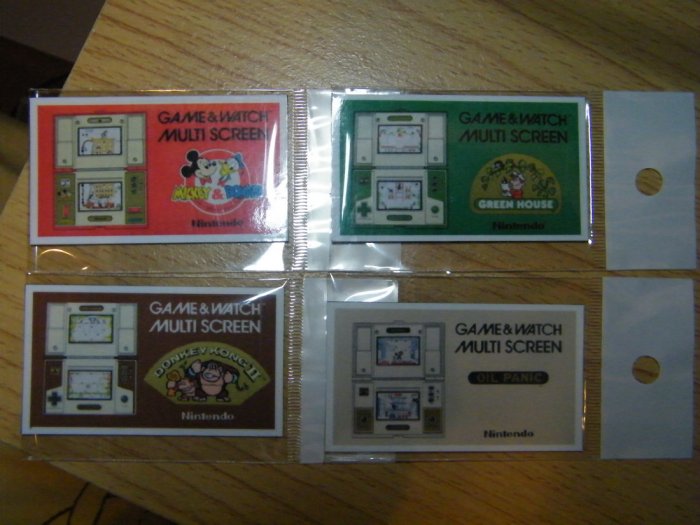 GAME & WATCH
MULTI SCREEN
MICKEY & DONALD
Nintendo
GAME & WATCH
MULTI SCREEN
GREEN HOUSE
Nintendo
GAME & WATCH
MULTI SCREEN
DONKEY KONG II
Nintendo
GAME & WATCH
MULTI SCREEN
OIL PANIC
Nintendo